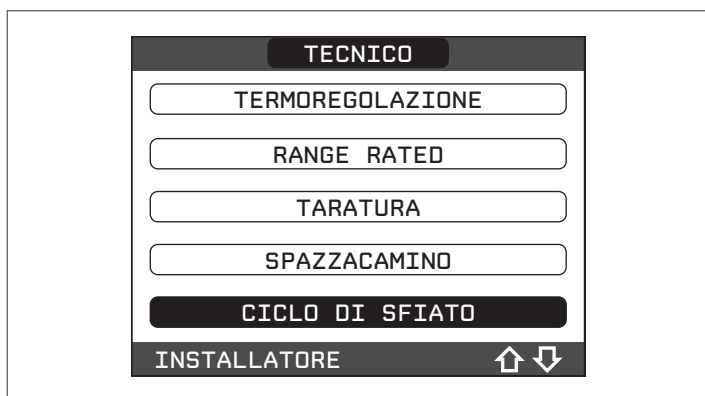 TECNICO
TERMOREGOLAZIONE
RANGE RATED
TARATURA
SPAZZACAMINO
CICLO DI SFIATO
INSTALLATORE